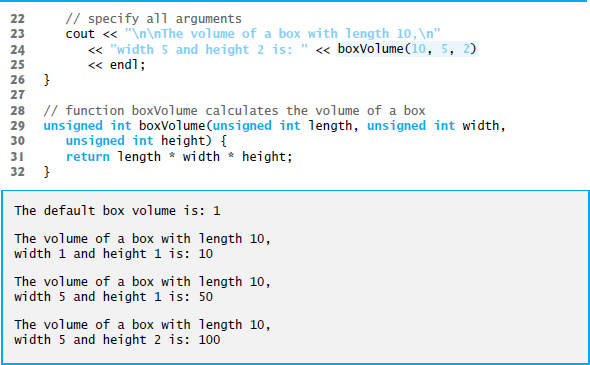 22 // specify all arguments
23 cout << "\n\nThe volume of a box with length 10,\n"
24 << "width 5 and height 2 is: " << boxVolume(10, 5, 2)
25 << endl;
26 }
27
28 // function boxVolume calculates the volume of a box
29 unsigned int boxVolume(unsigned int length, unsigned int width,
30 unsigned int height) {
31 return length * width * height;
32 }
The default box volume is: 1
The volume of a box with length 10,
width 1 and height 1 is: 10
The volume of a box with length 10,
width 5 and height 1 is: 50
The volume of a box with length 10,
width 5 and height 2 is: 100